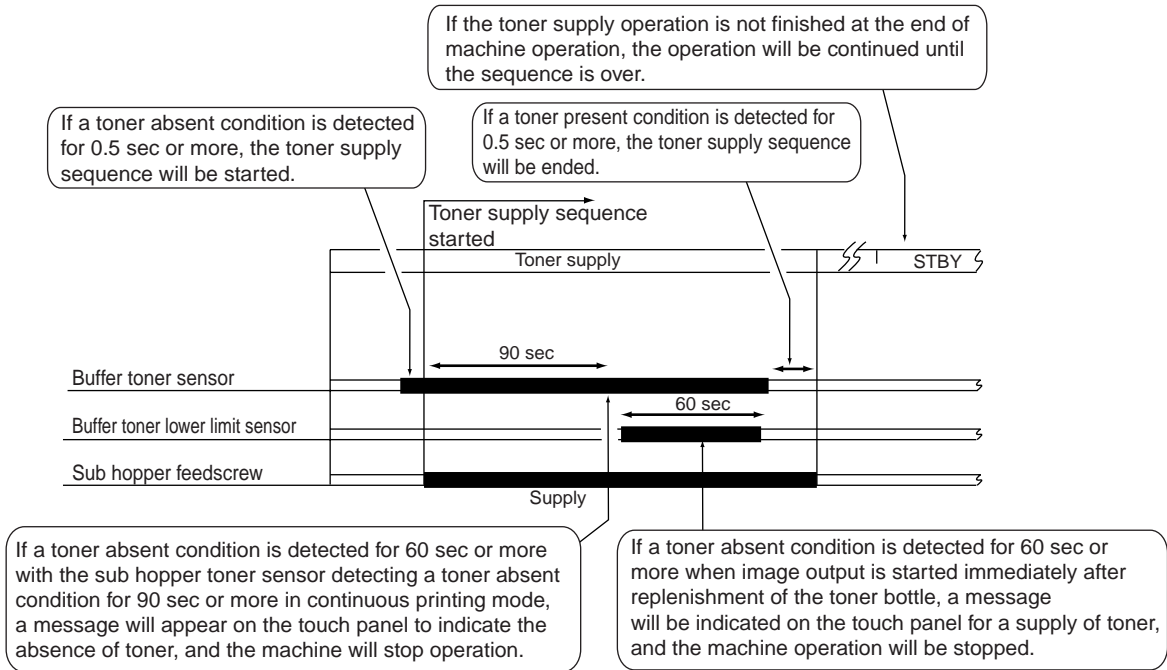 If the toner supply operation is not finished at the end of
machine operation, the operation will be continued until
the sequence is over.
If a toner absent condition is detected
for 0.5 sec or more, the toner supply
sequence will be started.
If a toner present condition is detected for
0.5 sec or more, the toner supply sequence
will be ended.
Toner supply sequence
started
Toner supply
STBY
90 sec
Buffer toner sensor
60 sec
Buffer toner lower limit sensor
Sub hopper feedscrew
Supply
If a toner absent condition is detected for 60 sec or more
with the sub hopper toner sensor detecting a toner absent
condition for 90 sec or more in continuous printing mode,
a message will appear on the touch panel to indicate the
absence of toner, and the machine will stop operation.
If a toner absent condition is detected for 60 sec or
more when image output is started immediately after
replenishment of the toner bottle, a message
will be indicated on the touch panel for a supply of toner,
and the machine operation will be stopped.